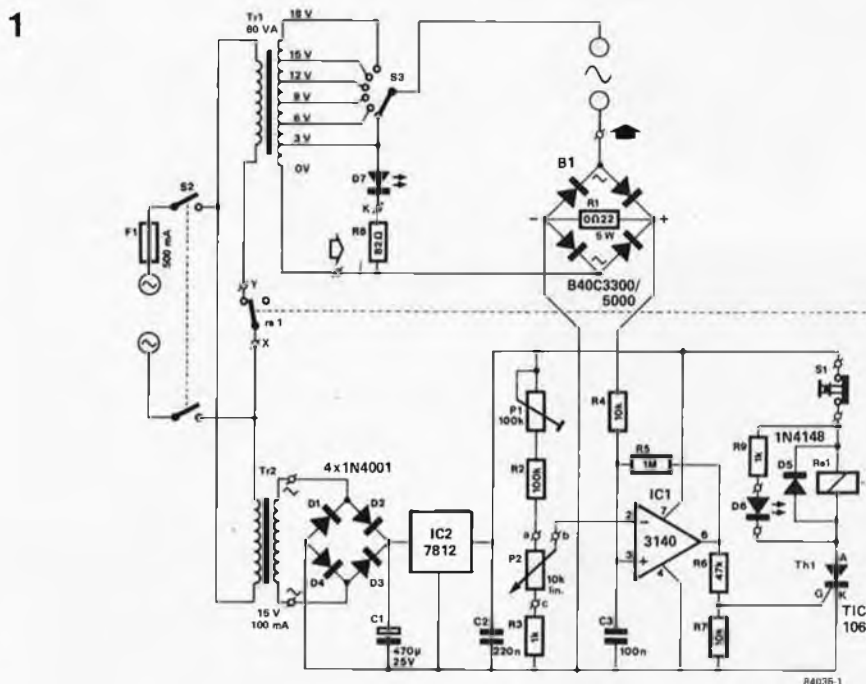 1
Tr1
60 VA
18 V
15 V
12 V
9 V
6 V
3 V
0V
S3
D7
K
R8
82Ω
S2
F1
500 mA
Y
re 1
X
B1
R1
0Ω22
5 W
− +
B40C3300/
5000
S1
P1
100k
R4
10k
R9
1k
1N4148
D5
Re1
R5
1M
D6
R2
100k
IC1
3140
7
2
3
6
4
Tr2
4x1N4001
D1
D2
D4
D3
IC2
7812
a
b
P2
10k
lin.
c
R6
47k
Th1
A
G
K
TIC
106
15 V
100 mA
C1
470µ
25V
C2
220n
R3
1k
C3
100n
R7
10k
84035-1